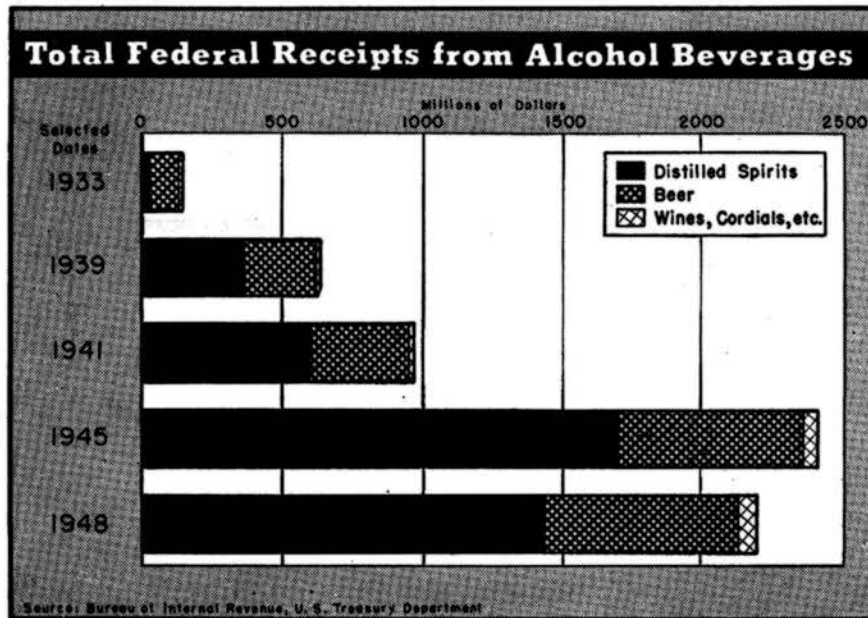 Total Federal Receipts from Alcohol Beverages
Millions of Dollars
Selected
Dates
0 500 1000 1500 2000 2500
Distilled Spirits
Beer
Wines, Cordials, etc.
1933
1939
1941
1945
1948
Source: Bureau of Internal Revenue, U. S. Treasury Department